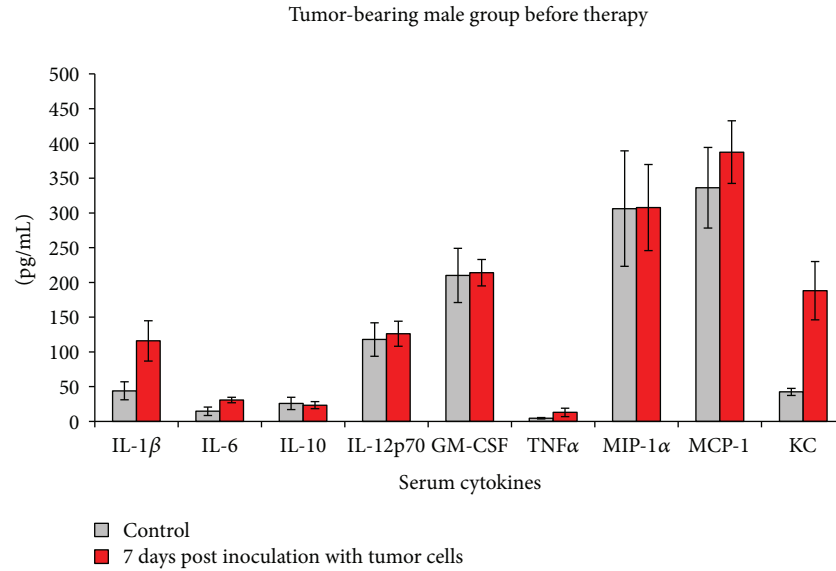 Tumor-bearing male group before therapy
500
450
400
350
300
250
200
150
100
50
0
(pg/mL)
IL-1β IL-6 IL-10 IL-12p70 GM-CSF TNFα MIP-1α MCP-1 KC
Serum cytokines
Control
7 days post inoculation with tumor cells